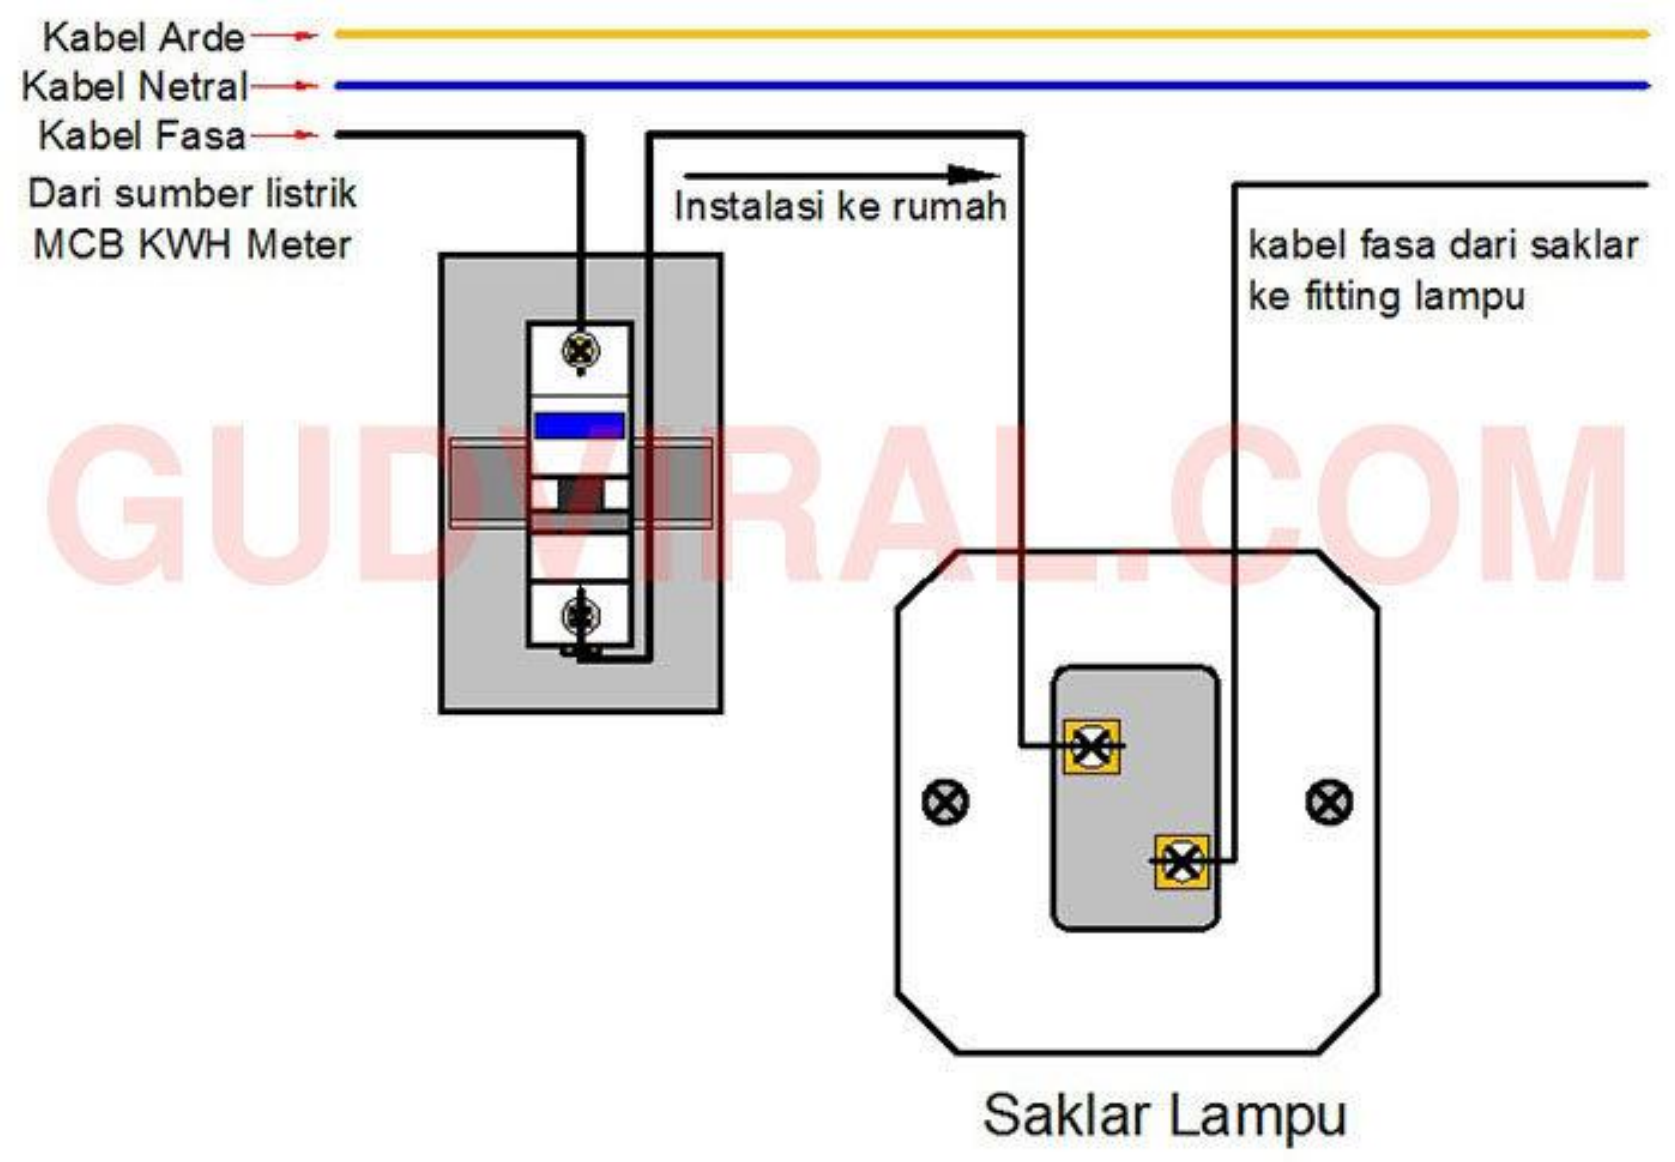 Kabel Arde
Kabel Netral
Kabel Fasa
Dari sumber listrik
MCB KWH Meter
Instalasi ke rumah
kabel fasa dari saklar
ke fitting lampu
GUDVIRAL.COM
Saklar Lampu